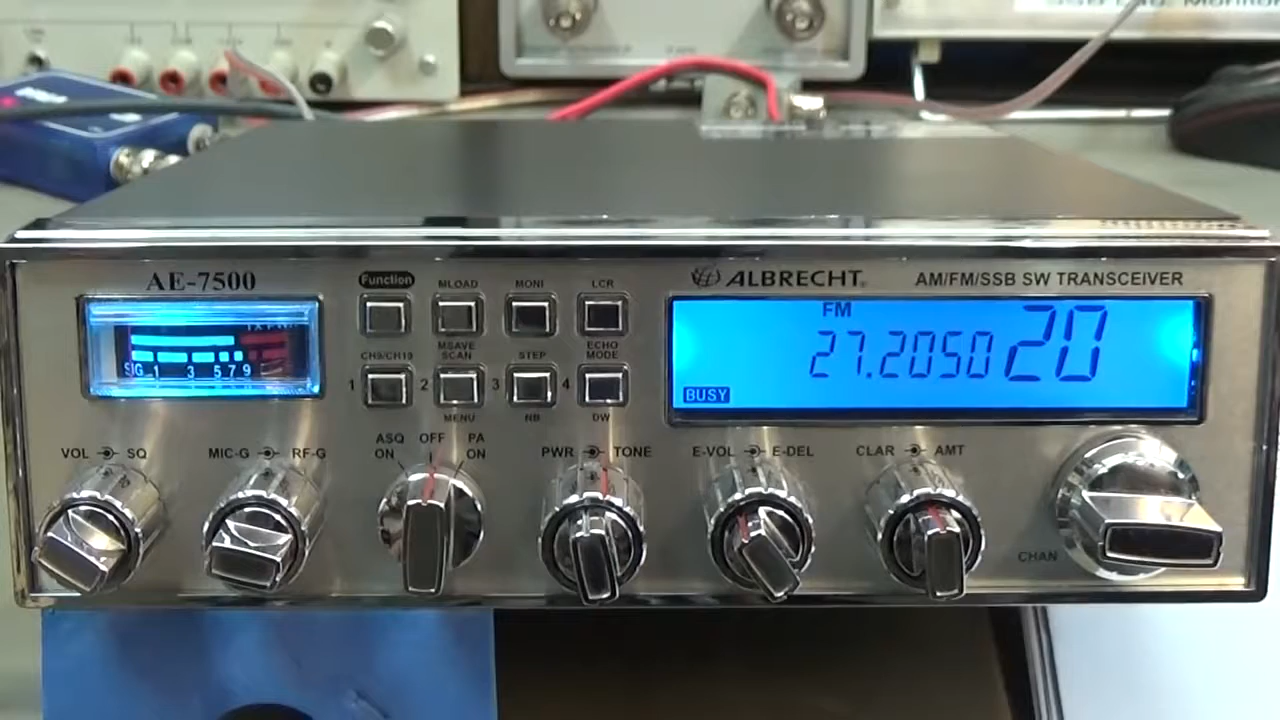 AE-7500
Function
MLOAD
MONI
LCR
ALBRECHT
AM/FM/SSB SW TRANSCEIVER
FM
27.2050 20
BUSY
SIG 1 3 5 7 9
CH9/CH19
MSAVE
SCAN
STEP
ECHO
MODE
1 2 3 4
MENU
NB
DW
VOL SQ
MIC-G RF-G
ASQ
ON
OFF
PA
ON
PWR TONE
E-VOL E-DEL
CLAR AMT
CHAN